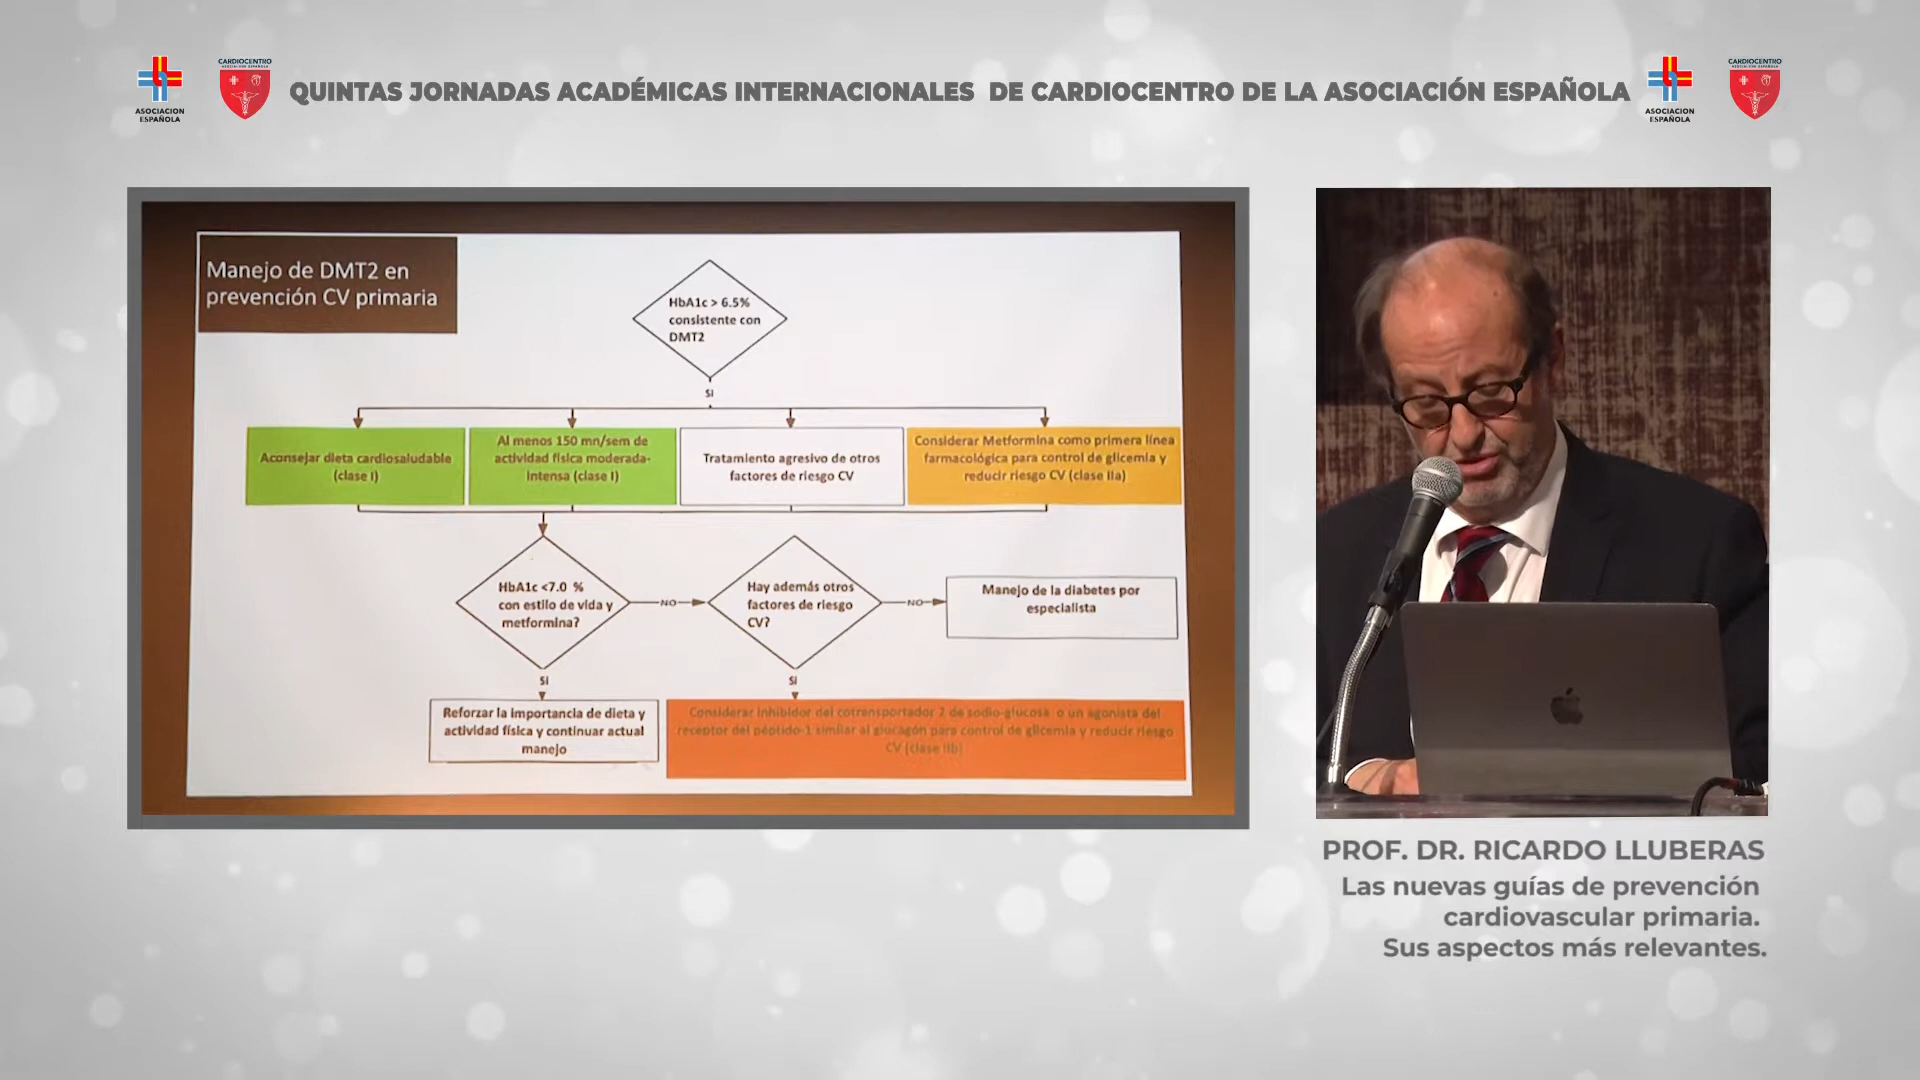 CARDIOCENTRO
ASOCIACION
ESPAÑOLA
QUINTAS JORNADAS ACADÉMICAS INTERNACIONALES DE CARDIOCENTRO DE LA ASOCIACIÓN ESPAÑOLA
CARDIOCENTRO
ASOCIACION
ESPAÑOLA
Manejo de DMT2 en
prevención CV primaria
HbA1c > 6.5%
consistente con
DMT2
Si
Aconsejar dieta cardiosaludable
(clase I)
Al menos 150 mn/sem de
actividad física moderada-
Intensa (clase I)
Tratamiento agresivo de otros
factores de riesgo CV
Considerar Metformina como primera línea
farmacológica para control de glicemia y
reducir riesgo CV (clase IIa)
HbA1c <7.0 %
con estilo de vida y
metformina?
NO
Hay además otros
factores de riesgo
CV?
NO
Manejo de la diabetes por
especialista
Si
Si
Reforzar la importancia de dieta y
actividad física y continuar actual
manejo
Considerar inhibidor del cotransportador 2 de sodio-glucosa o un agonista del
receptor del péptido-1 similar al glucagón para control de glicemia y reducir riesgo
CV (clase IIb)
PROF. DR. RICARDO LLUBERAS
Las nuevas guías de prevención
cardiovascular primaria.
Sus aspectos más relevantes.